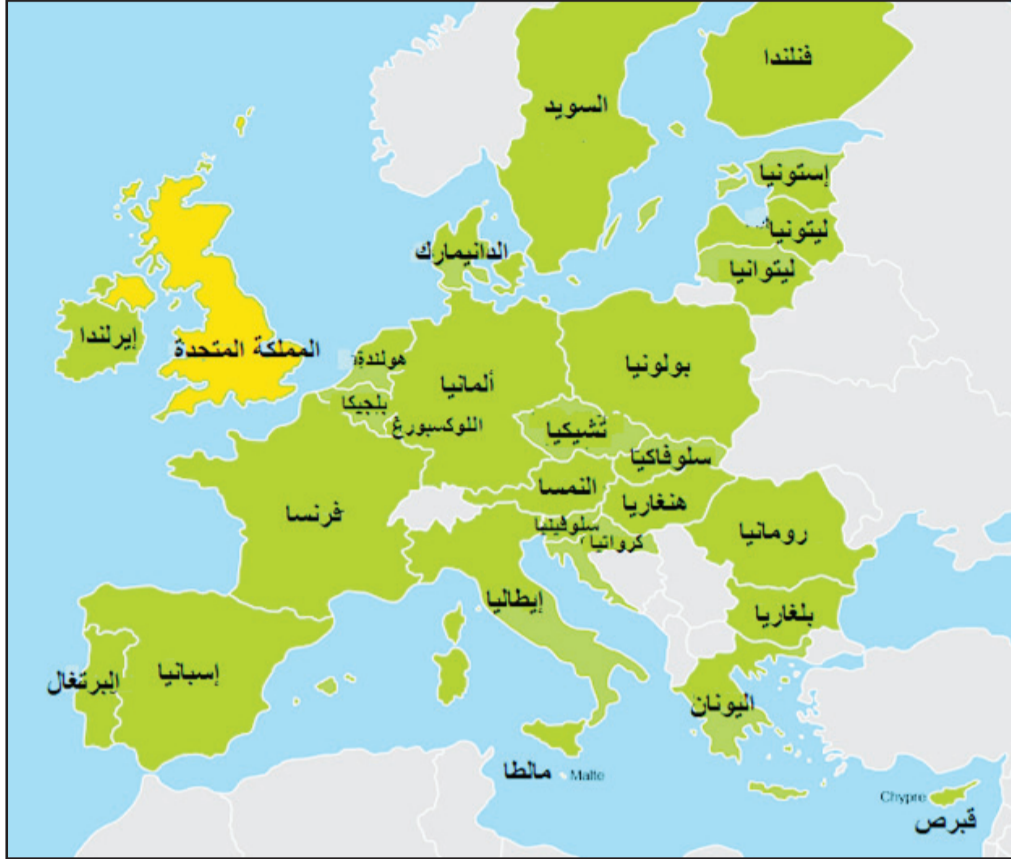 فنلندا
السويد
إستونيا
ليتونيا
الدانيمارك
ليتوانيا
إيرلندا
المملكة المتحدة
هولندة
بولونيا
ألمانيا
بلجيكا
اللوكسبورغ
تشيكيا
سلوفاكيا
النمسا
هنغاريا
فرنسا
سلوفينيا
رومانيا
كرواتيا
إيطاليا
بلغاريا
إسبانيا
البرتغال
اليونان
مالطا Malte
Chypre
قبرص